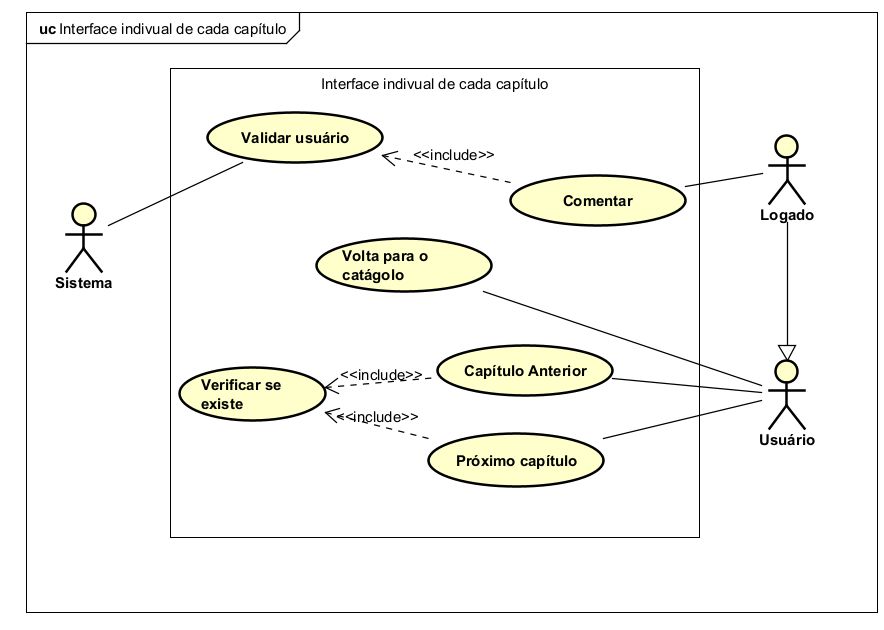 uc Interface indivual de cada capítulo
Interface indivual de cada capítulo
Validar usuário
<<include>>
Comentar
Logado
Sistema
Volta para o
catágolo
<<include>>
Capítulo Anterior
Verificar se
existe
<<include>>
Usuário
Próximo capítulo